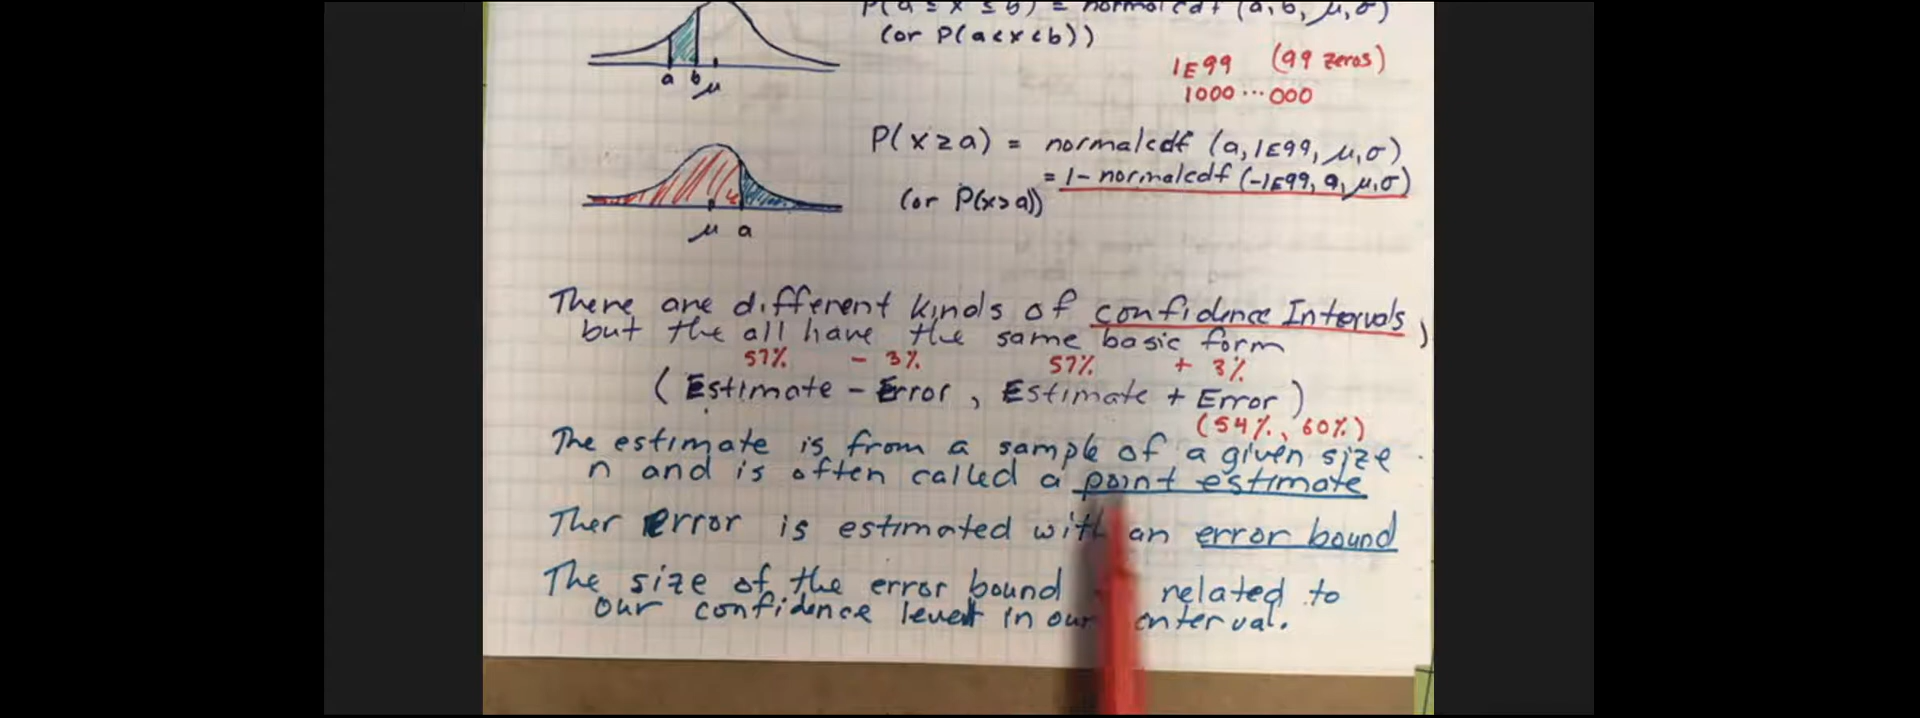 P(a ≤ x ≤ b) = normalcdf (a, b, μ, σ)
(or P(a<x<b))
a b
μ
1E99 (99 zeros)
1000...000
P(x≥a) = normalcdf (a, 1E99, μ, σ)
= 1 - normalcdf (-1E99, a, μ, σ)
(or P(x>a))
μ a
There are different kinds of confidence Intervals,
but the all have the same basic form
57% - 3% 57% + 3%
(Estimate - Error, Estimate + Error)
(54%, 60%)
The estimate is from a sample of a given size
n and is often called a point estimate
Ther Error is estimated with an error bound
The size of the error bound related to
our confidence level in our interval.